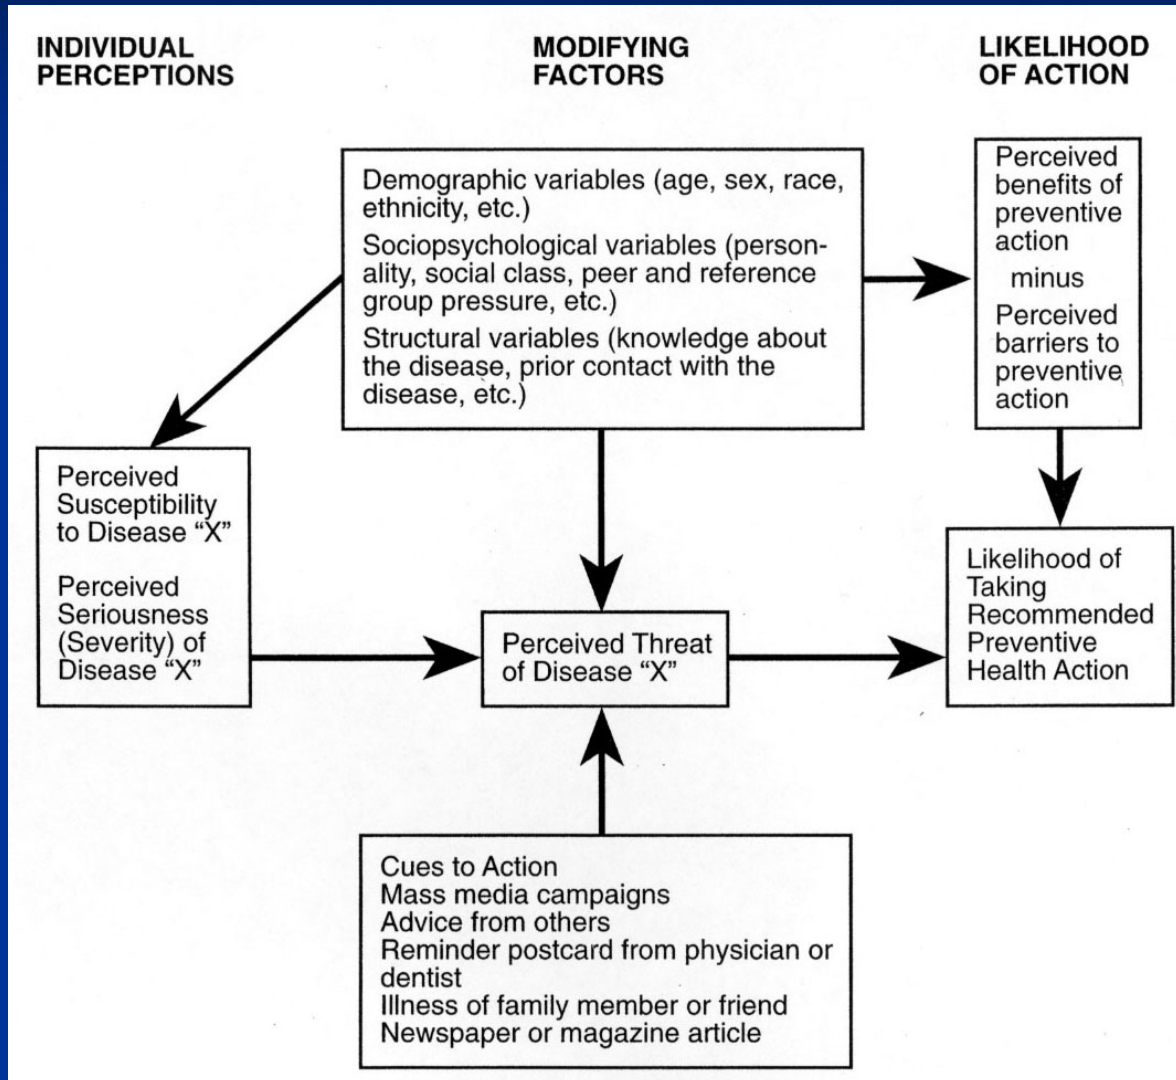 INDIVIDUAL
PERCEPTIONS
MODIFYING
FACTORS
LIKELIHOOD
OF ACTION
Demographic variables (age, sex, race,
ethnicity, etc.)
Sociopsychological variables (person-
ality, social class, peer and reference
group pressure, etc.)
Structural variables (knowledge about
the disease, prior contact with the
disease, etc.)
Perceived
benefits of
preventive
action
minus
Perceived
barriers to
preventive
action
Perceived
Susceptibility
to Disease “X”
Perceived
Seriousness
(Severity) of
Disease “X”
Perceived Threat
of Disease “X”
Likelihood of
Taking
Recommended
Preventive
Health Action
Cues to Action
Mass media campaigns
Advice from others
Reminder postcard from physician or
dentist
Illness of family member or friend
Newspaper or magazine article